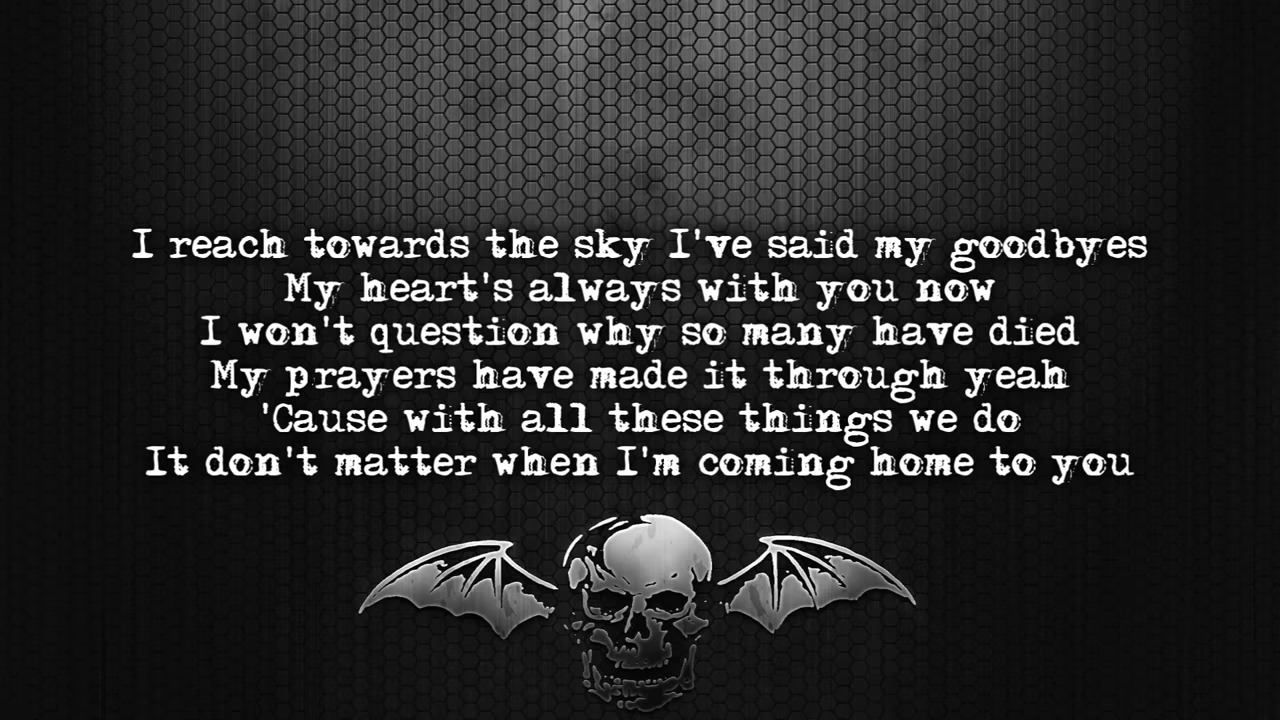 I reach towards the sky I've said my goodbyes
My heart's always with you now
I won't question why so many have died
My prayers have made it through yeah
'Cause with all these things we do
It don't matter when I'm coming home to you